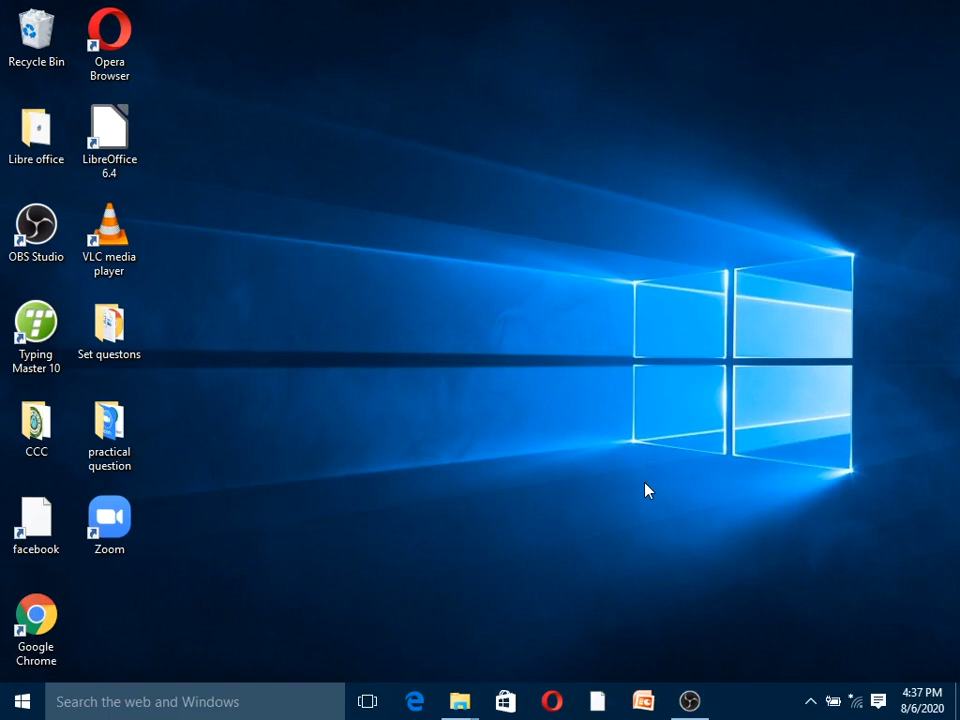 Recycle Bin
Opera
Browser
Libre office
LibreOffice
6.4
OBS Studio
VLC media
player
Typing
Master 10
Set questons
CCC
practical
question
facebook
Zoom
Google
Chrome
Search the web and Windows
4:37 PM
8/6/2020